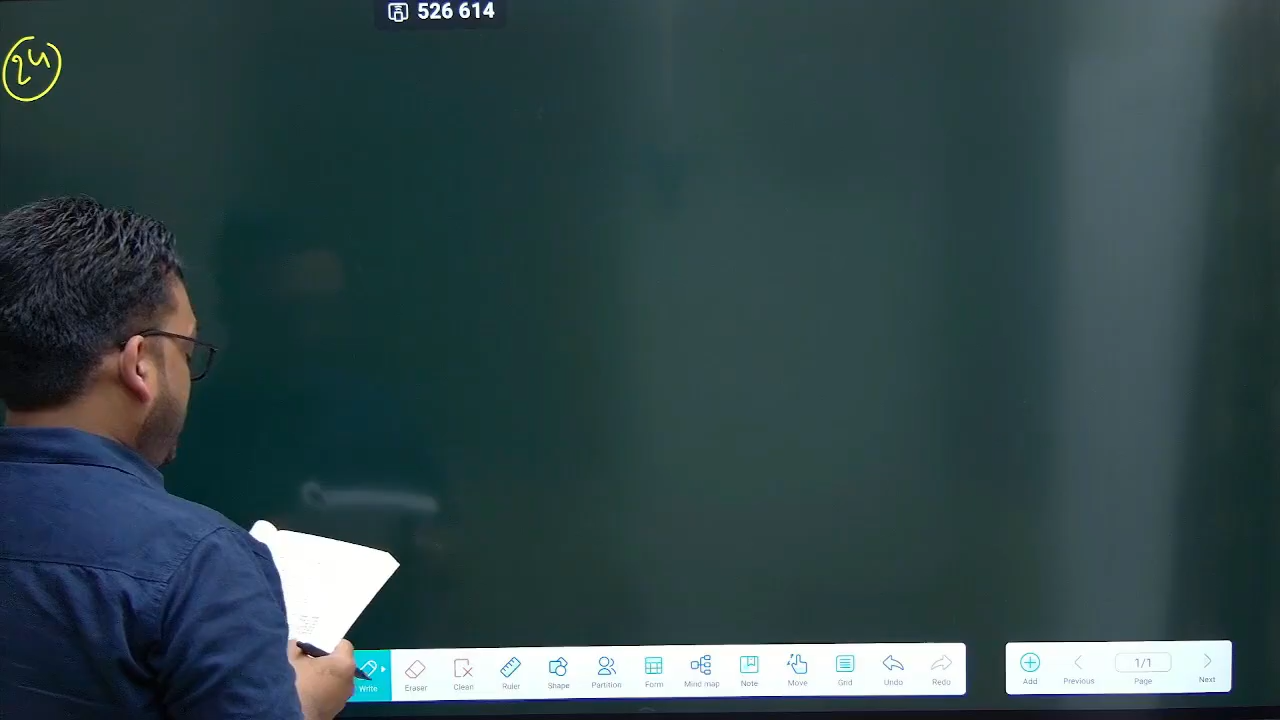 526 614
24
Write
Eraser
Clean
Ruler
Shape
Partition
Form
Mind map
Note
Move
Grid
Undo
Redo
Add
Previous
1/1
Page
Next